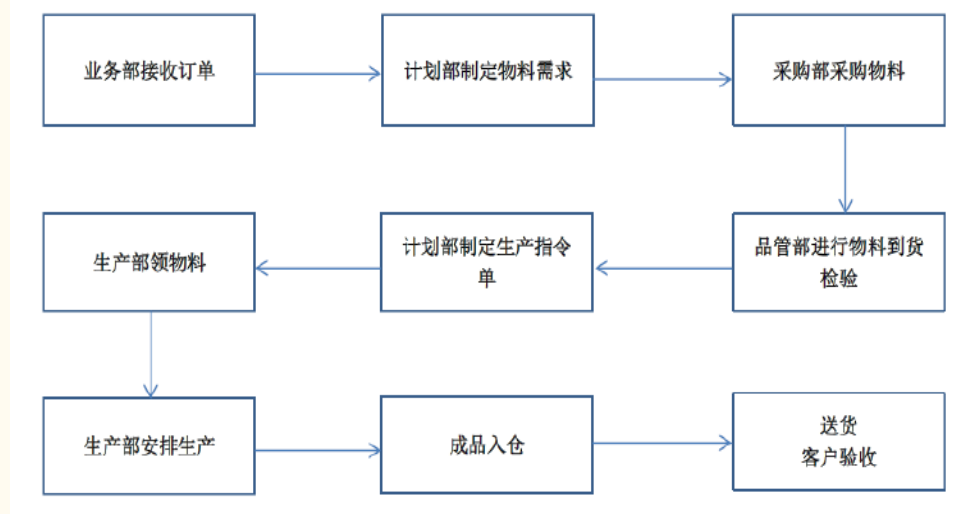 业务部接收订单
计划部制定物料需求
采购部采购物料
生产部领物料
计划部制定生产指令
单
品管部进行物料到货
检验
生产部安排生产
成品入仓
送货
客户验收